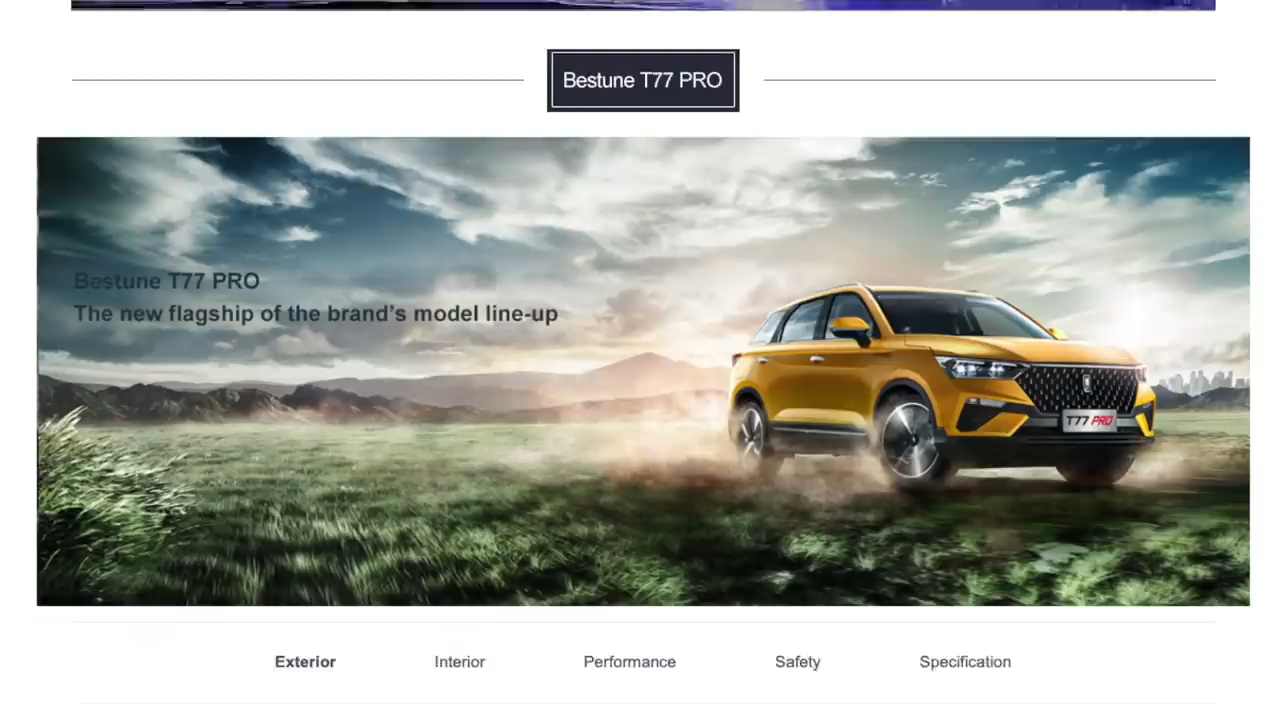 Bestune T77 PRO
Bestune T77 PRO
The new flagship of the brand's model line-up
T77 PRO
Exterior
Interior
Performance
Safety
Specification